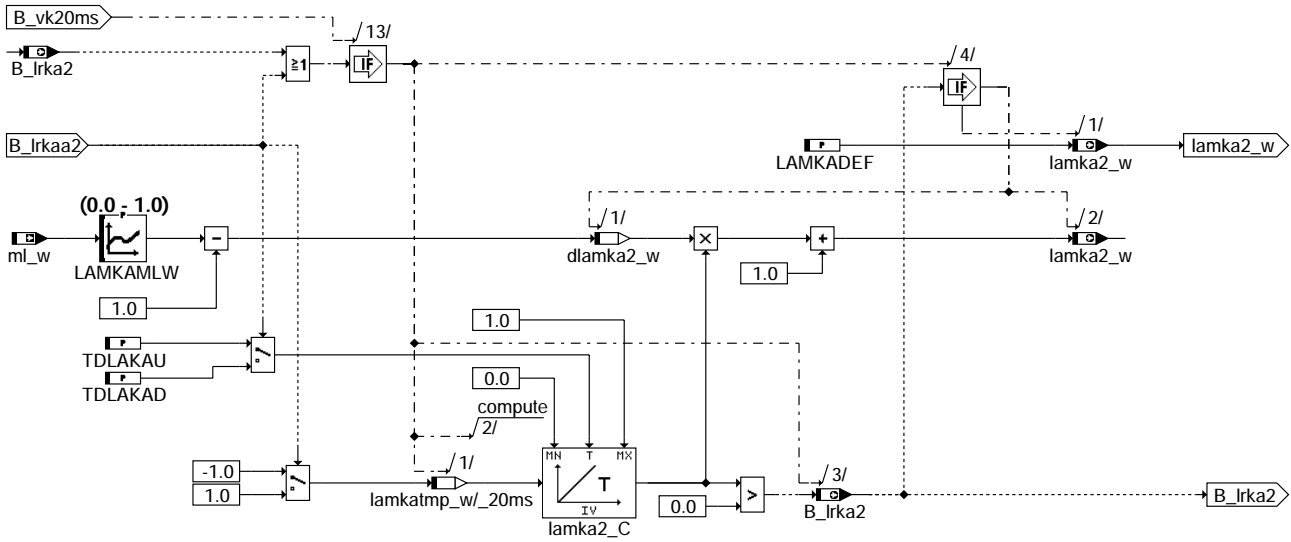 B_vk20ms
/13/
/4/
B_lrka2
≥1
IF
IF
/1/
B_lrkaa2
P
LAMKADEF
lamka2_w
lamka2_w
(0.0 - 1.0)
P
/1/
/2/
ml_w
LAMKAMLW
-
dlamka2_w
×
+
lamka2_w
1.0
1.0
1.0
P
TDLAKAU
P
TDLAKAD
0.0
compute
2/
MN T MX
-1.0
/1/
T
/3/
1.0
lamkatmp_w/_20ms
IV
0.0
>
B_lrka2
B_lrka2
lamka2_C